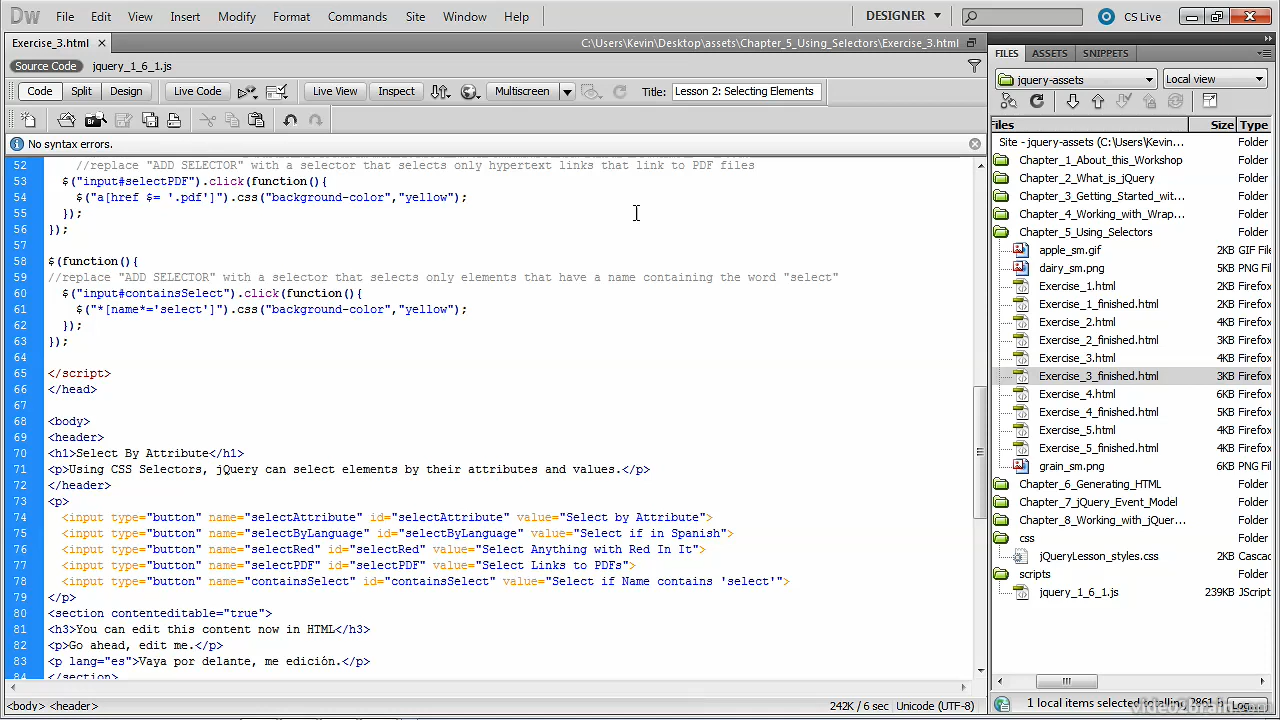 Dw File Edit View Insert Modify Format Commands Site Window Help DESIGNER CS Live
Exercise_3.html C:\Users\Kevin\Desktop\assets\Chapter_5_Using_Selectors\Exercise_3.html
Source Code jquery_1_6_1.js
Code Split Design Live Code Live View Inspect Multiscreen Title: Lesson 2: Selecting Elements
No syntax errors.
52 //replace "ADD SELECTOR" with a selector that selects only hypertext links that link to PDF files
53 $("input#selectPDF").click(function(){
54 $("a[href $= '.pdf']").css("background-color","yellow");
55 });
56 });
57
58 $(function(){
59 //replace "ADD SELECTOR" with a selector that selects only elements that have a name containing the word "select"
60 $("input#containsSelect").click(function(){
61 $("*[name*='select']").css("background-color","yellow");
62 });
63 });
64
65 </script>
66 </head>
67
68 <body>
69 <header>
70 <h1>Select By Attribute</h1>
71 <p>Using CSS Selectors, jQuery can select elements by their attributes and values.</p>
72 </header>
73 <p>
74 <input type="button" name="selectAttribute" id="selectAttribute" value="Select by Attribute">
75 <input type="button" name="selectByLanguage" id="selectByLanguage" value="Select if in Spanish">
76 <input type="button" name="selectRed" id="selectRed" value="Select Anything with Red In It">
77 <input type="button" name="selectPDF" id="selectPDF" value="Select Links to PDFs">
78 <input type="button" name="containsSelect" id="containsSelect" value="Select if Name contains 'select'">
79 </p>
80 <section contenteditable="true">
81 <h3>You can edit this content now in HTML</h3>
82 <p>Go ahead, edit me.</p>
83 <p lang="es">Vaya por delante, me edición.</p>
84 </section>
<body> <header> 242K / 6 sec Unicode (UTF-8)
FILES ASSETS SNIPPETS
jquery-assets Local view
Files Size Type
Site - jquery-assets (C:\Users\Kevin... Folder
Chapter_1_About_this_Workshop Folder
Chapter_2_What_is_jQuery Folder
Chapter_3_Getting_Started_wit... Folder
Chapter_4_Working_with_Wrap... Folder
Chapter_5_Using_Selectors Folder
apple_sm.gif 2KB GIF File
dairy_sm.png 5KB PNG File
Exercise_1.html 2KB Firefox
Exercise_1_finished.html 2KB Firefox
Exercise_2.html 4KB Firefox
Exercise_2_finished.html 3KB Firefox
Exercise_3.html 4KB Firefox
Exercise_3_finished.html 3KB Firefox
Exercise_4.html 6KB Firefox
Exercise_4_finished.html 5KB Firefox
Exercise_5.html 4KB Firefox
Exercise_5_finished.html 5KB Firefox
grain_sm.png 6KB PNG File
Chapter_6_Generating_HTML Folder
Chapter_7_jQuery_Event_Model Folder
Chapter_8_Working_with_jQuer... Folder
css Folder
jQueryLesson_styles.css 2KB Cascac
scripts Folder
jquery_1_6_1.js 239KB JScript
1 local items selected
Log...
video2brain.com